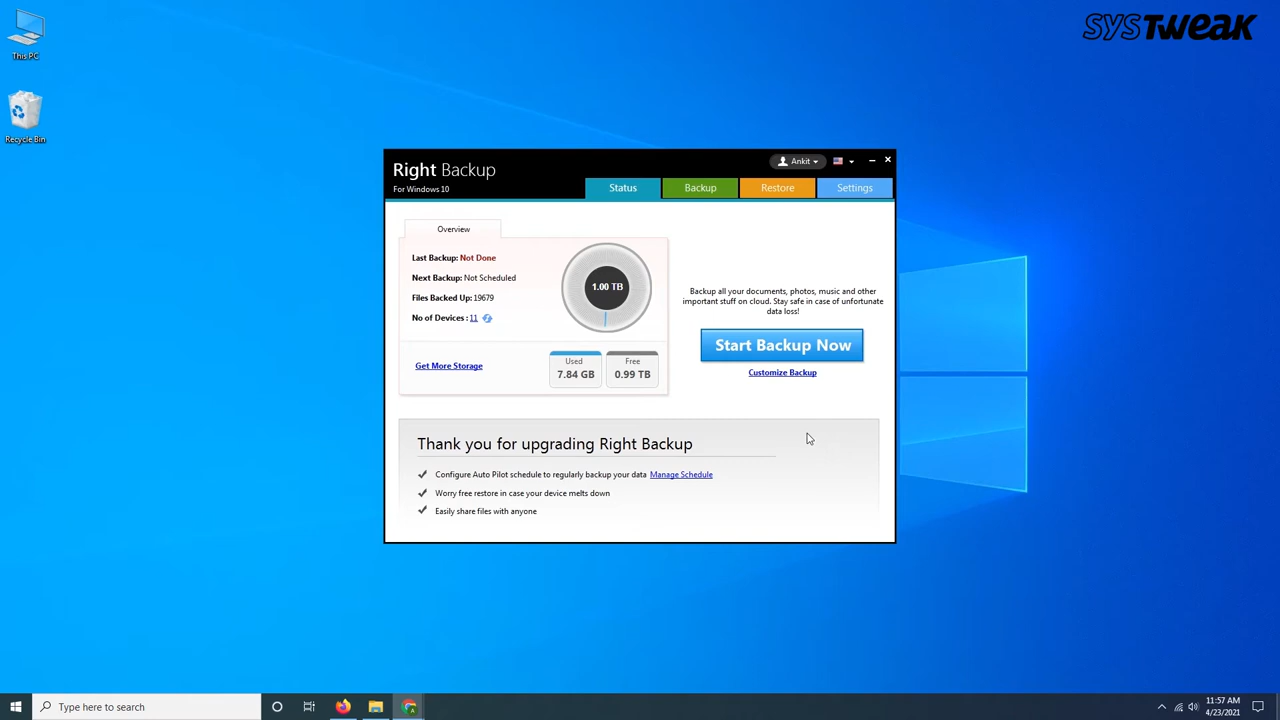 SYSTWEAK
This PC
Recycle Bin
Right Backup
For Windows 10
Ankit
Status
Backup
Restore
Settings
Overview
Last Backup: Not Done
Next Backup: Not Scheduled
Files Backed Up: 19679
No of Devices : 11
1.00 TB
Get More Storage
Used
7.84 GB
Free
0.99 TB
Backup all your documents, photos, music and other
important stuff on cloud. Stay safe in case of unfortunate
data loss!
Start Backup Now
Customize Backup
Thank you for upgrading Right Backup
Configure Auto Pilot schedule to regularly backup your data Manage Schedule
Worry free restore in case your device melts down
Easily share files with anyone
Type here to search
11:57 AM
4/23/2021